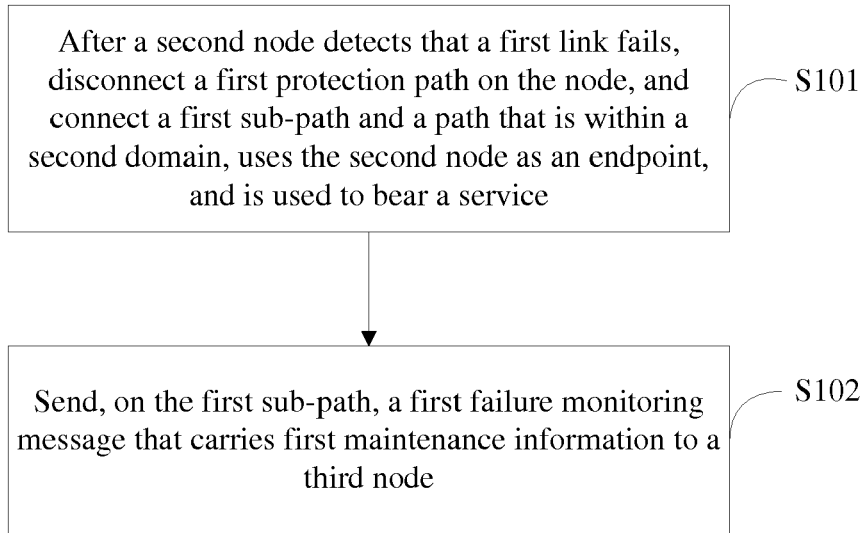 After a second node detects that a first link fails,
disconnect a first protection path on the node, and
connect a first sub-path and a path that is within a
second domain, uses the second node as an endpoint,
and is used to bear a service
S101
Send, on the first sub-path, a first failure monitoring
message that carries first maintenance information to a
third node
S102